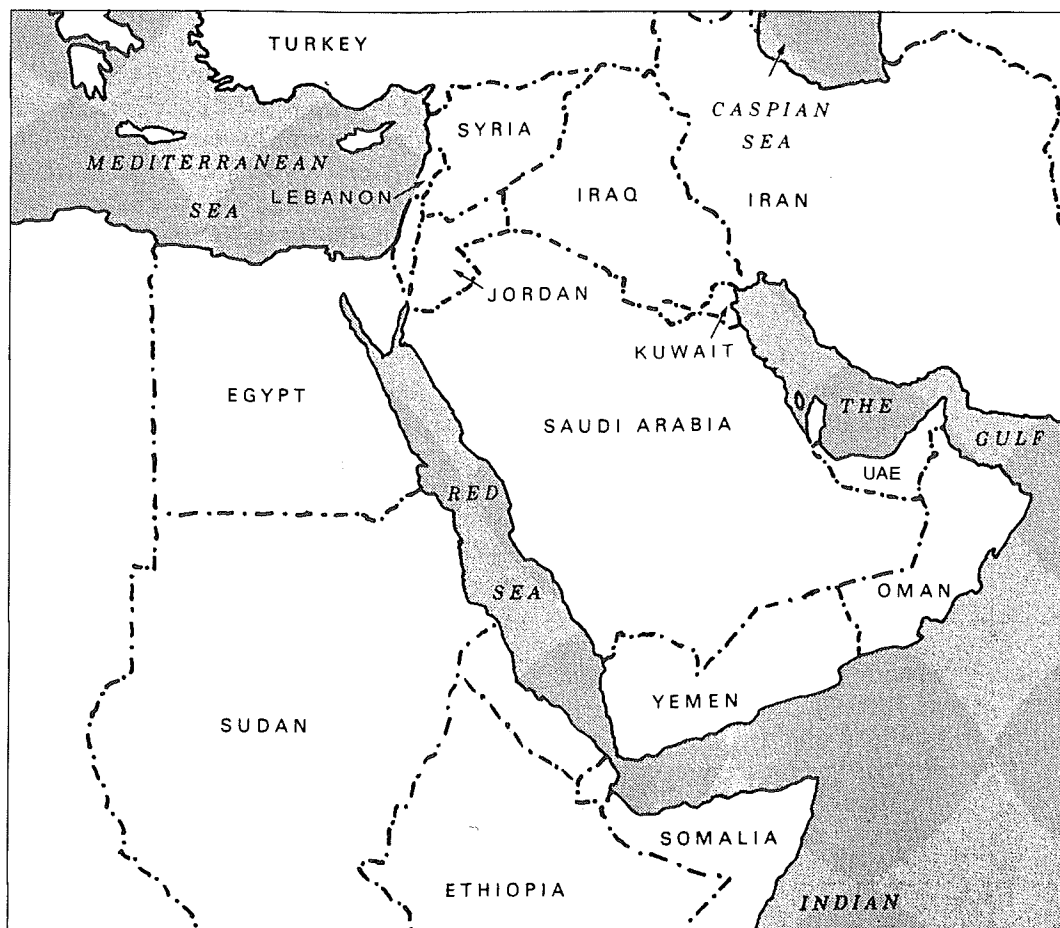 TURKEY
CASPIAN
SEA
SYRIA
MEDITERRANEAN
SEA
LEBANON
IRAQ
IRAN
JORDAN
KUWAIT
EGYPT
SAUDI ARABIA
THE
GULF
UAE
RED
SEA
OMAN
YEMEN
SUDAN
SOMALIA
ETHIOPIA
INDIAN